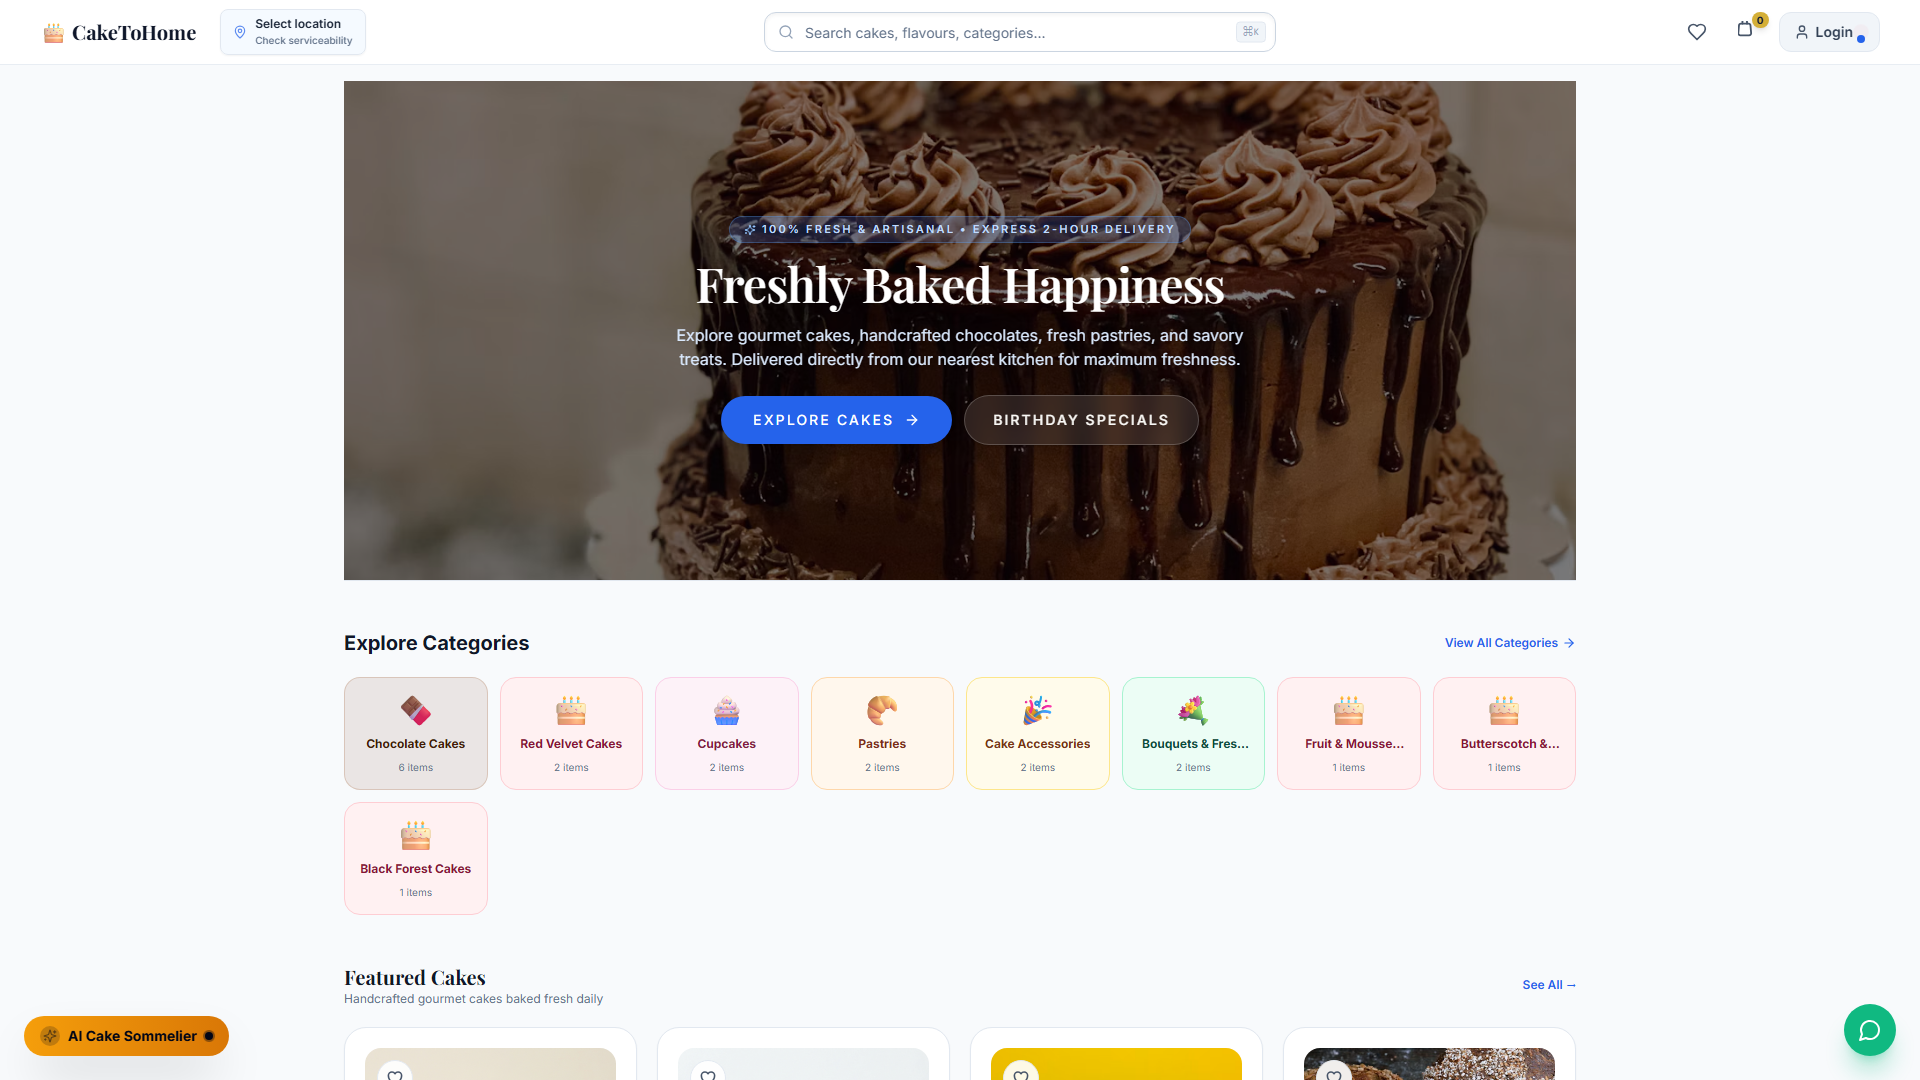 CakeToHome
Select location
Check serviceability
Search cakes, flavours, categories...
⌘K
0
Login
100% FRESH & ARTISANAL • EXPRESS 2-HOUR DELIVERY
Freshly Baked Happiness
Explore gourmet cakes, handcrafted chocolates, fresh pastries, and savory
treats. Delivered directly from our nearest kitchen for maximum freshness.
EXPLORE CAKES →
BIRTHDAY SPECIALS
Explore Categories
View All Categories →
Chocolate Cakes
6 items
Red Velvet Cakes
2 items
Cupcakes
2 items
Pastries
2 items
Cake Accessories
2 items
Bouquets & Fres...
2 items
Fruit & Mousse...
1 items
Butterscotch &...
1 items
Black Forest Cakes
1 items
Featured Cakes
Handcrafted gourmet cakes baked fresh daily
See All →
AI Cake Sommelier